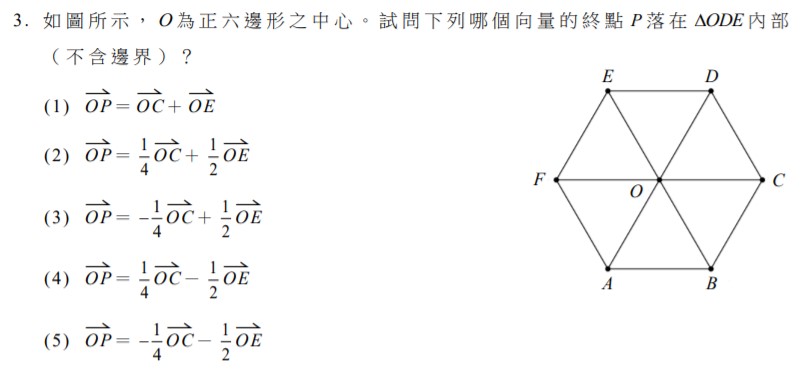 3. 如圖所示，O為正六邊形之中心。試問下列哪個向量的終點 P 落在 ΔODE 內部
（不含邊界）？
(1) $\overrightarrow{OP}=\overrightarrow{OC}+\overrightarrow{OE}$
(2) $\overrightarrow{OP}=\frac{1}{4}\overrightarrow{OC}+\frac{1}{2}\overrightarrow{OE}$
(3) $\overrightarrow{OP}=-\frac{1}{4}\overrightarrow{OC}+\frac{1}{2}\overrightarrow{OE}$
(4) $\overrightarrow{OP}=\frac{1}{4}\overrightarrow{OC}-\frac{1}{2}\overrightarrow{OE}$
(5) $\overrightarrow{OP}=-\frac{1}{4}\overrightarrow{OC}-\frac{1}{2}\overrightarrow{OE}$
E D
F O C
A B